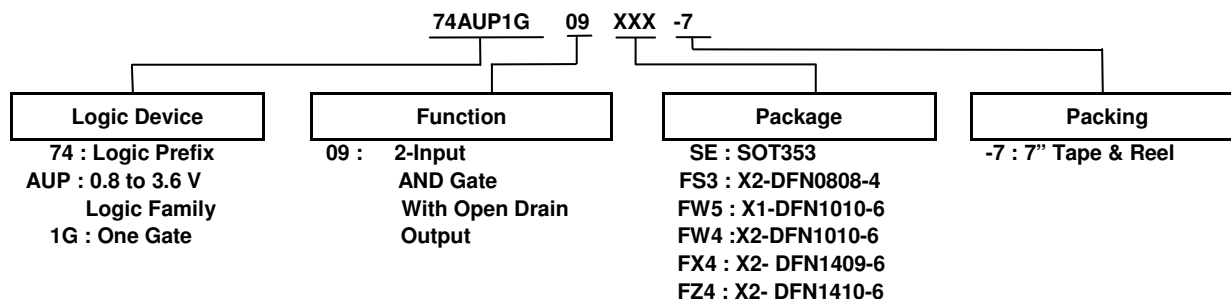 74AUP1G 09 XXX -7
Logic Device
74 : Logic Prefix
AUP : 0.8 to 3.6 V
Logic Family
1G : One Gate
Function
09 : 2-Input
AND Gate
With Open Drain
Output
Package
SE : SOT353
FS3 : X2-DFN0808-4
FW5 : X1-DFN1010-6
FW4 :X2-DFN1010-6
FX4 : X2- DFN1409-6
FZ4 : X2- DFN1410-6
Packing
-7 : 7” Tape & Reel